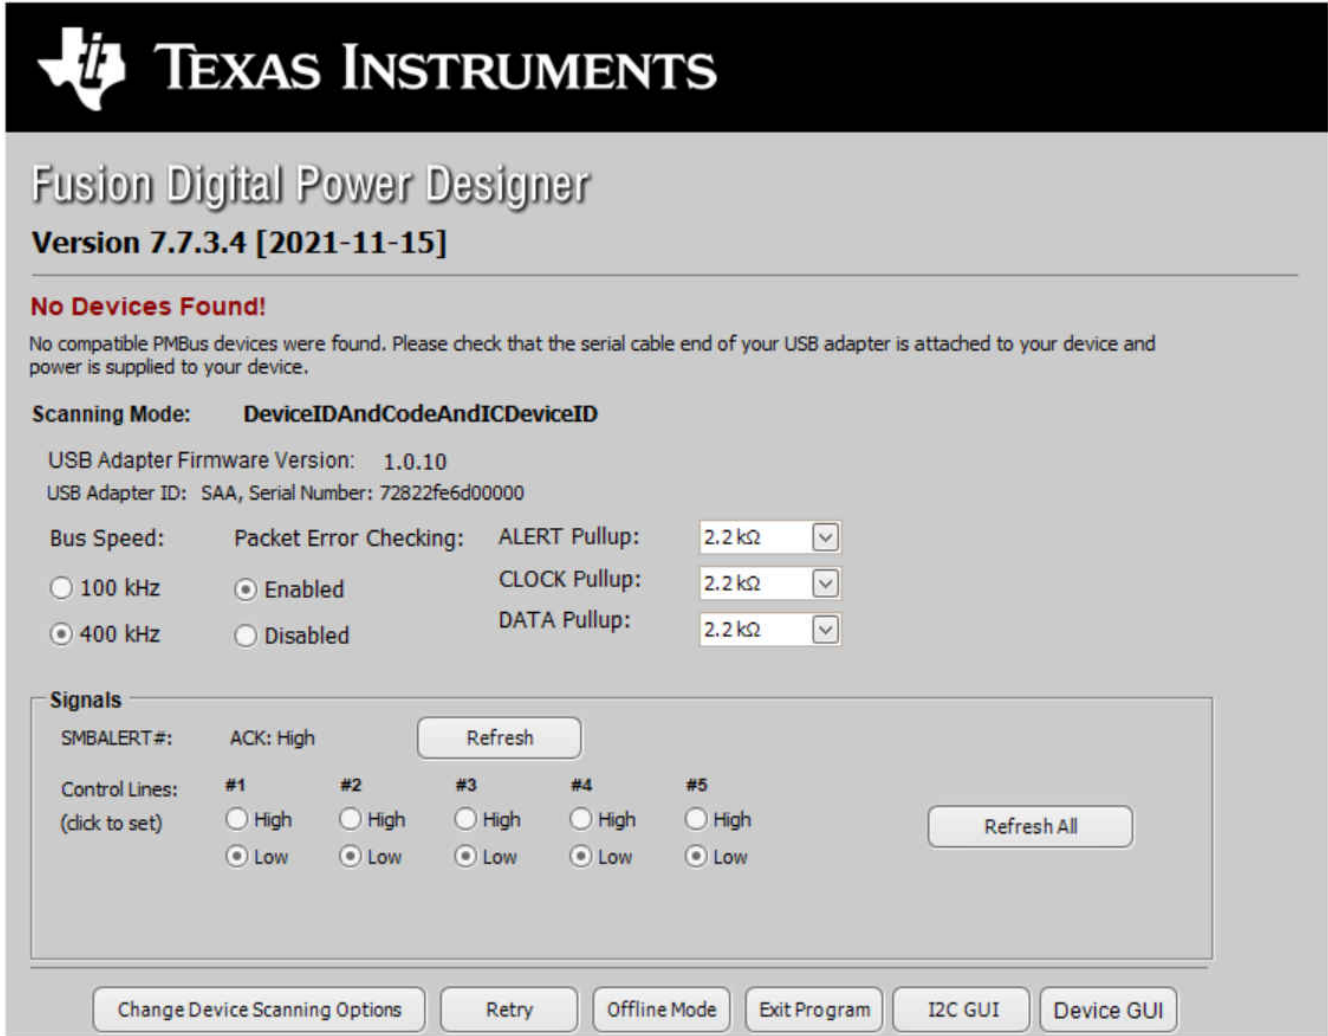 TEXAS INSTRUMENTS
Fusion Digital Power Designer
Version 7.7.3.4 [2021-11-15]
No Devices Found!
No compatible PMBus devices were found. Please check that the serial cable end of your USB adapter is attached to your device and
power is supplied to your device.
Scanning Mode: DeviceIDAndCodeAndICDeviceID
USB Adapter Firmware Version: 1.0.10
USB Adapter ID: SAA, Serial Number: 72822fe6d00000
Bus Speed: Packet Error Checking: ALERT Pullup: 2.2 kΩ
100 kHz Enabled CLOCK Pullup: 2.2 kΩ
400 kHz Disabled DATA Pullup: 2.2 kΩ
Signals
SMBALERT#: ACK: High Refresh
Control Lines: #1 #2 #3 #4 #5
(click to set) High High High High High Refresh All
Low Low Low Low Low
Change Device Scanning Options Retry Offline Mode Exit Program I2C GUI Device GUI